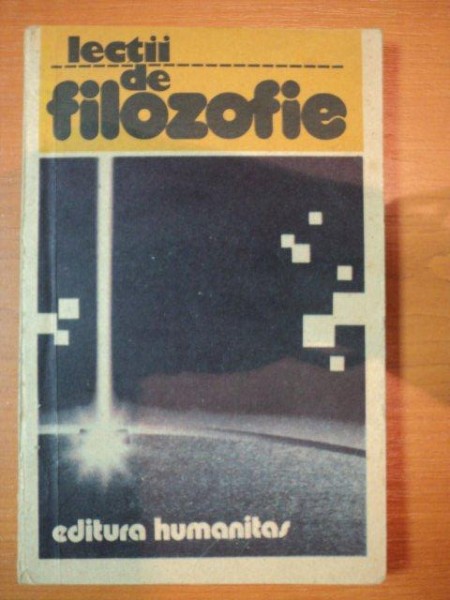 lectii
de
filozofie
editura humanitas